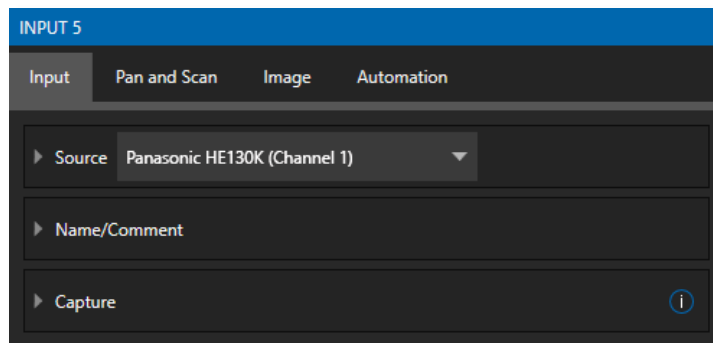 INPUT 5
Input Pan and Scan Image Automation
Source Panasonic HE130K (Channel 1)
Name/Comment
Capture i